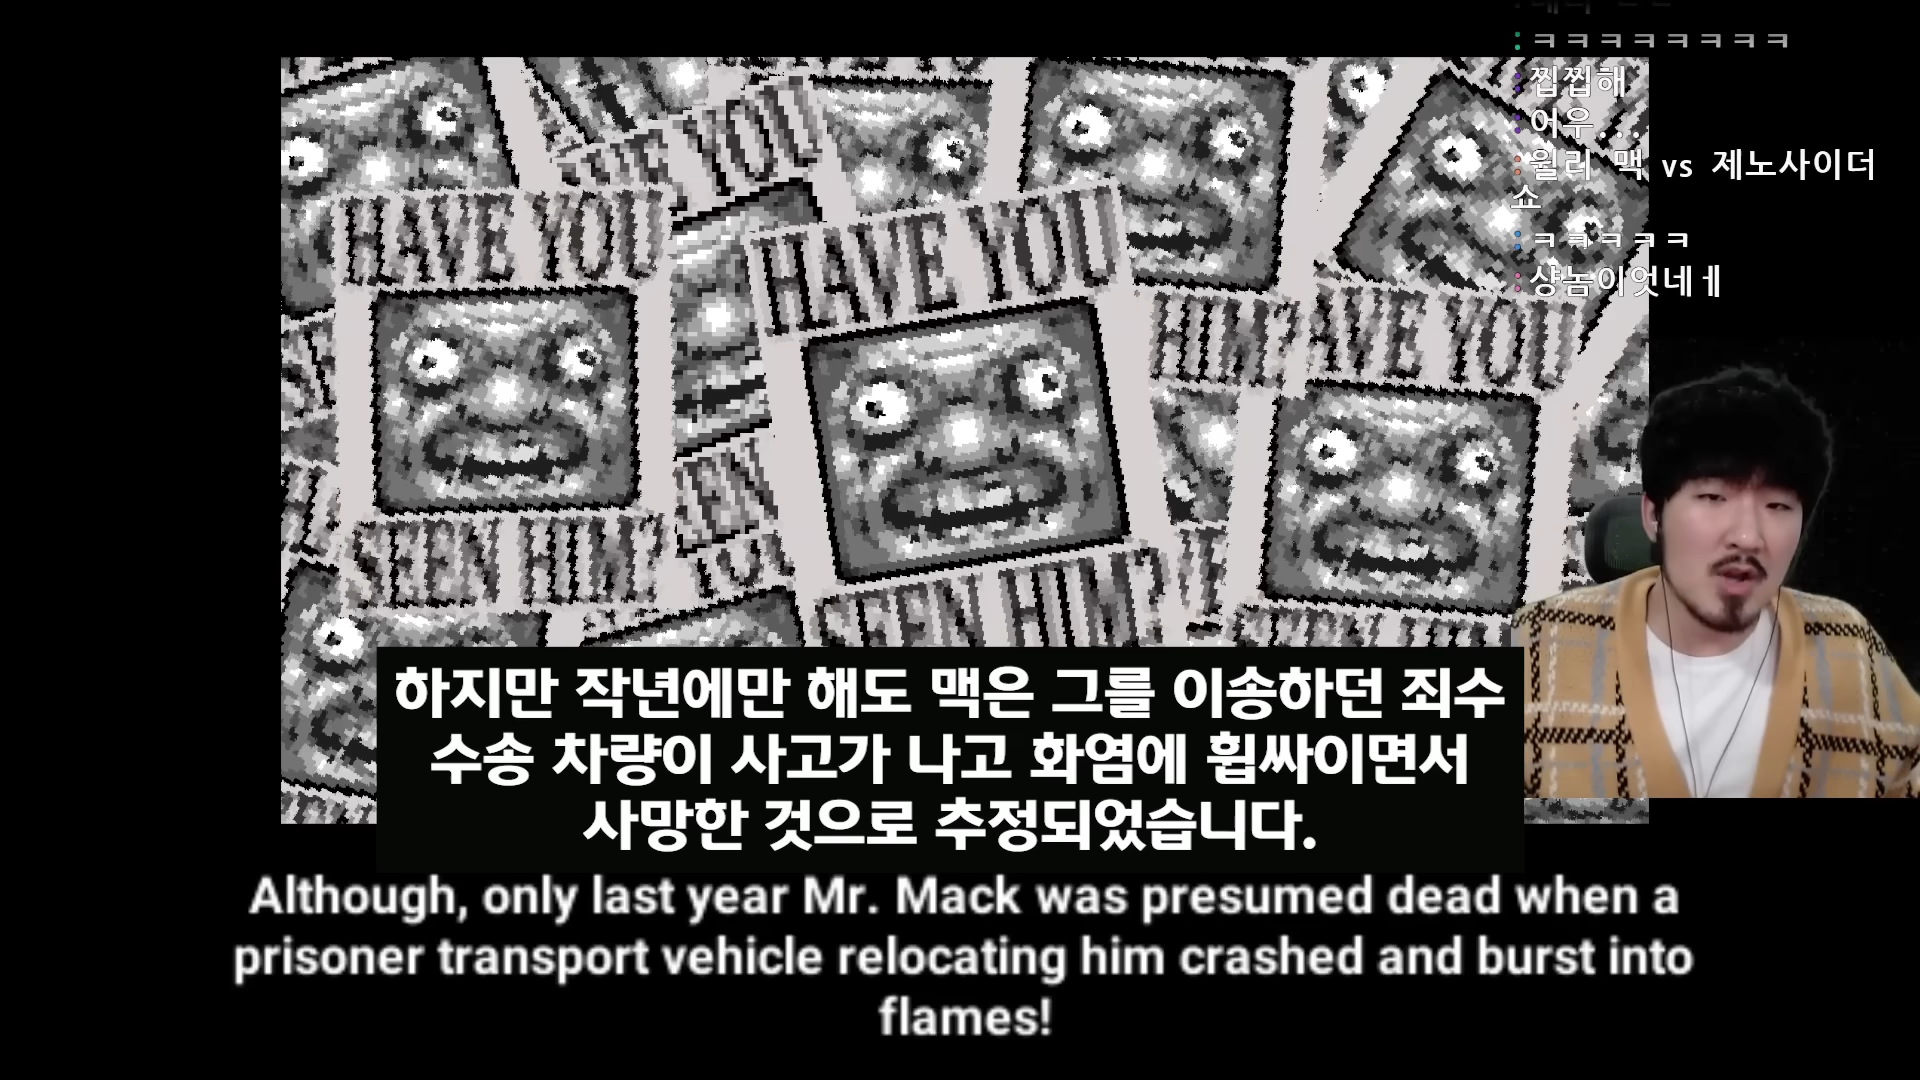 ㅋㅋㅋㅋㅋㅋㅋㅋ
: 찝찝해
: 어우...
: 윌리 맥 vs 제노사이더
쇼
: ㅋㅋㅋㅋㅋ
: 샹놈이엇네ㅔ
HAVE YOU
HAVE YOU
AVE YOU
HAVE YOU
HIM?
AVE YOU
SEEN HIM?
SEEN HIM?
하지만 작년에만 해도 맥은 그를 이송하던 죄수
수송 차량이 사고가 나고 화염에 휩싸이면서
사망한 것으로 추정되었습니다.
Although, only last year Mr. Mack was presumed dead when a
prisoner transport vehicle relocating him crashed and burst into
flames!